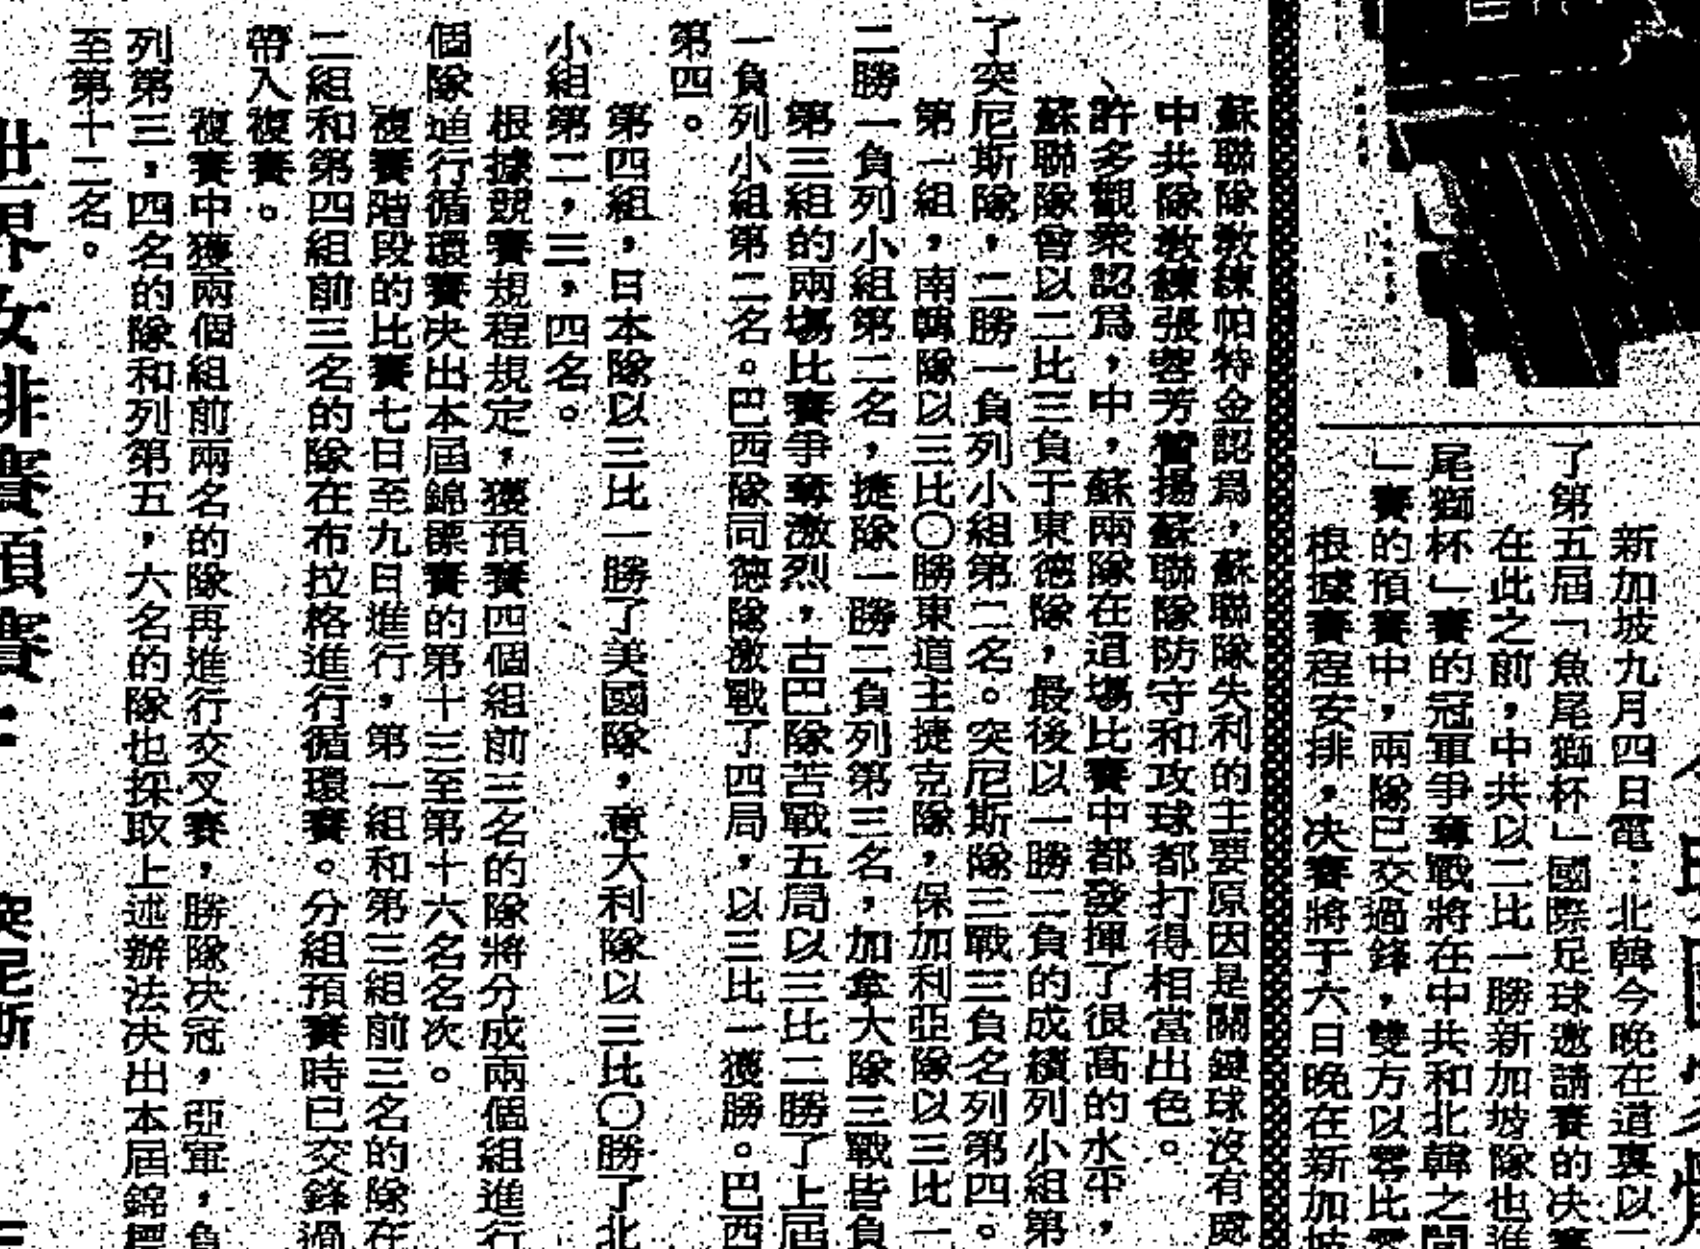 新加坡九月四日電：北韓今晚在這裏以二
了第五屆「魚尾獅杯」國際足球邀請賽的決賽
在此之前，中共以二比一勝新加坡隊也進
尾獅杯」賽的冠軍爭奪戰將在中共和北韓之間
」賽的預賽中，兩隊已交過鋒，雙方以零比零
根據賽程安排，決賽將于六日晚在新加坡
蘇聯隊教練帕特金認爲，蘇聯隊失利的主要原因是關鍵球沒有處
中共隊教練張蓉芳曾揚蘇聯隊防守和攻球都打得相當出色。
許多觀衆認爲，中，蘇兩隊在這場比賽中都發揮了很高的水平，
蘇聯隊曾以二比三負于東德隊，最後以一勝二負的成績列小組第
了突尼斯隊，二勝一負列小組第二名。突尼斯隊三戰三負名列第四。
第二組，南韓隊以三比〇勝東道主捷克隊，保加利亞隊以三比一
二勝一負列小組第二名，捷隊一勝二負列第三名，加拿大隊三戰皆負
第三組的兩場比賽爭奪激烈，古巴隊苦戰五局以三比二勝了上屆
一負列小組第二名。巴西隊同德隊激戰了四局，以三比一獲勝。巴西
第四。
第四組，日本隊以三比一勝了美國隊，意大利隊以三比〇勝了北
小組第二，三，四名。
根據競賽規程規定，獲預賽四個組前三名的隊將分成兩個組進行
個隊進行循環賽决出本屆錦標賽的第十三至第十六名名次。
複賽階段的比賽七日至九日進行，第一組和第三組前三名的隊在
二組和第四組前三名的隊在布拉格進行循環賽。分組預賽時已交鋒過
帶入複賽。
複賽中獲兩個組前兩名的隊再進行交叉賽，勝隊决冠，亞軍，負
列第三，四名的隊和列第五，六名的隊也採取上述辦法决出本屆錦標
至第十二名。
世界女排賽預賽：
突尼斯